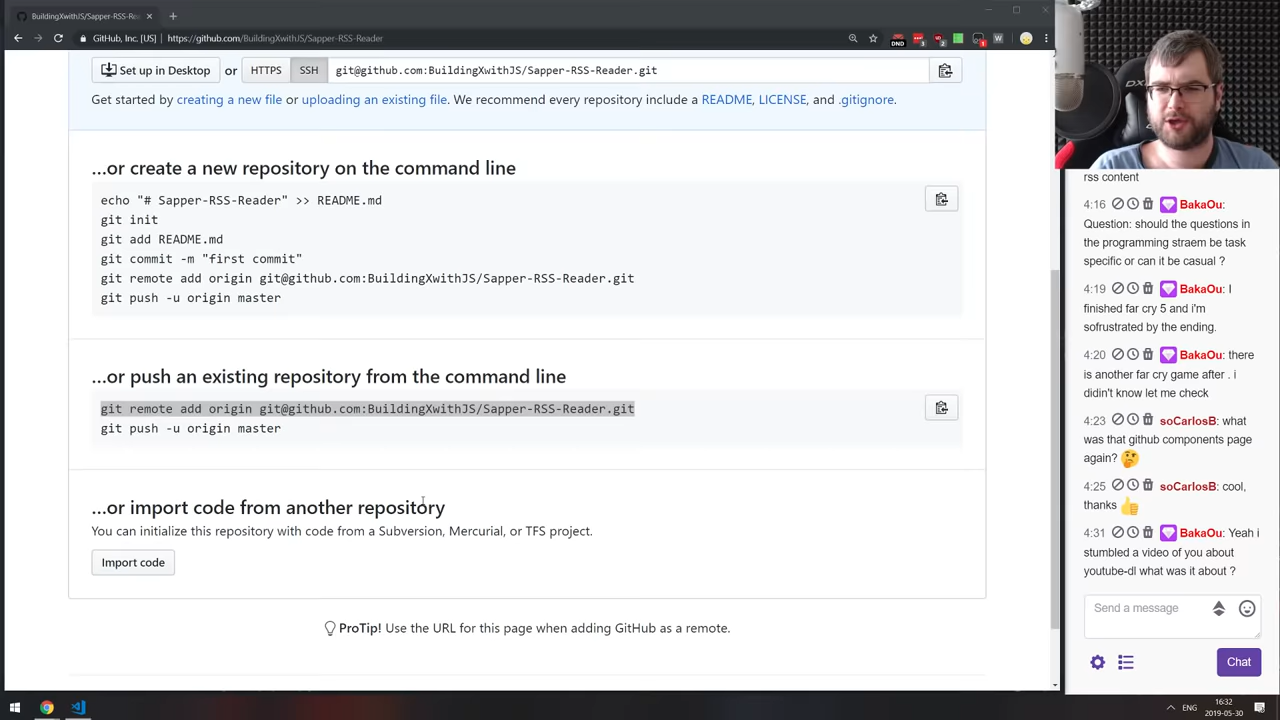 BuildingXwithJS/Sapper-RSS-Rea
GitHub, Inc. [US] | https://github.com/BuildingXwithJS/Sapper-RSS-Reader
DND
3
2
1
W
Set up in Desktop or HTTPS SSH git@github.com:BuildingXwithJS/Sapper-RSS-Reader.git
Get started by creating a new file or uploading an existing file. We recommend every repository include a README, LICENSE, and .gitignore.
…or create a new repository on the command line
echo "# Sapper-RSS-Reader" >> README.md
git init
git add README.md
git commit -m "first commit"
git remote add origin git@github.com:BuildingXwithJS/Sapper-RSS-Reader.git
git push -u origin master
…or push an existing repository from the command line
git remote add origin git@github.com:BuildingXwithJS/Sapper-RSS-Reader.git
git push -u origin master
…or import code from another repository
You can initialize this repository with code from a Subversion, Mercurial, or TFS project.
Import code
ProTip! Use the URL for this page when adding GitHub as a remote.
rss content
4:16 BakaOu:
Question: should the questions in
the programming straem be task
specific or can it be casual ?
4:19 BakaOu: I
finished far cry 5 and i'm
sofrustrated by the ending.
4:20 BakaOu: there
is another far cry game after . i
didin't know let me check
4:23 soCarlosB: what
was that github components page
again?
4:25 soCarlosB: cool,
thanks
4:31 BakaOu: Yeah i
stumbled a video of you about
youtube-dl what was it about ?
Send a message
Chat
ENG
16:32
2019-05-30